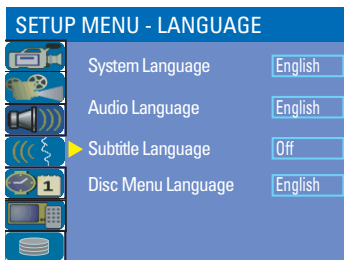 SETUP MENU - LANGUAGE
System Language English
Audio Language English
Subtitle Language Off
Disc Menu Language English
1